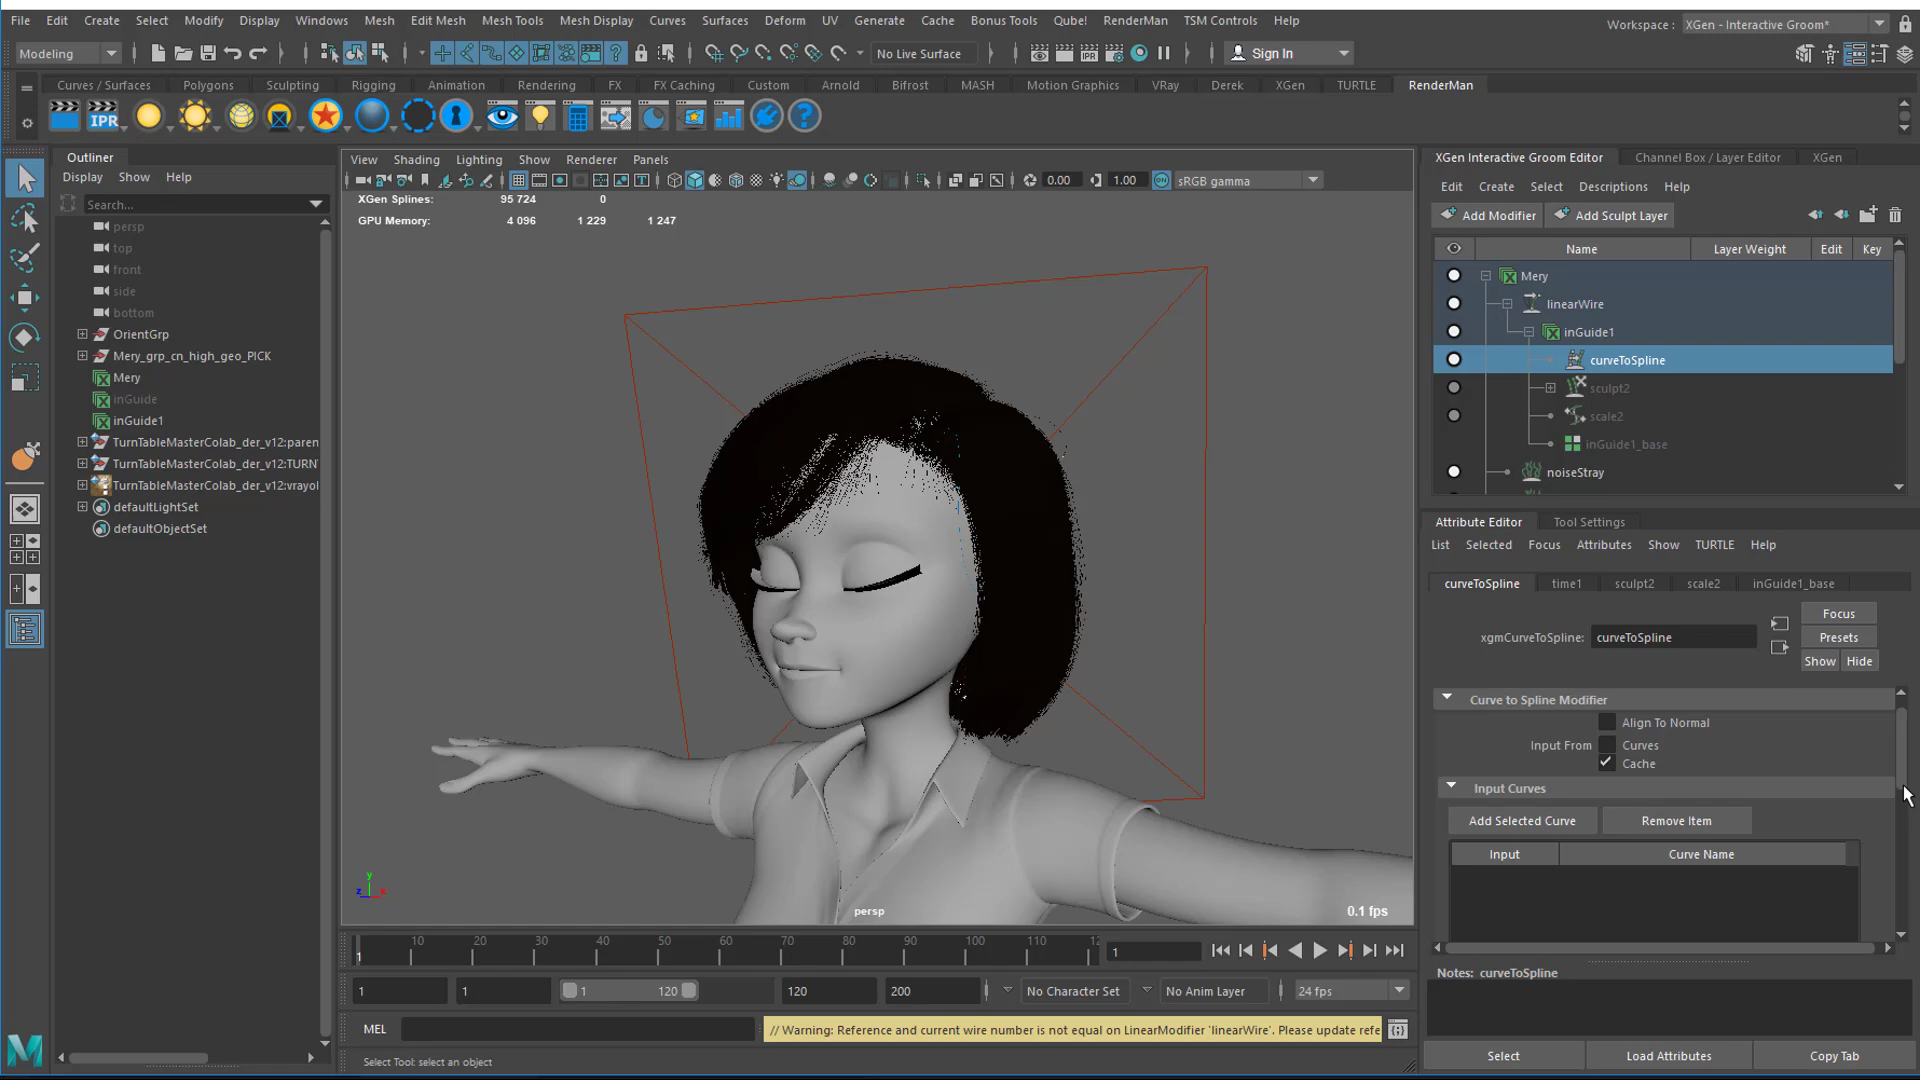 File Edit Create Select Modify Display Windows Mesh Edit Mesh Mesh Tools Mesh Display Curves Surfaces Deform UV Generate Cache Bonus Tools Qube! RenderMan TSM Controls Help
Workspace : XGen - Interactive Groom*
Modeling
No Live Surface
Sign In
Curves / Surfaces Polygons Sculpting Rigging Animation Rendering FX FX Caching Custom Arnold Bifrost MASH Motion Graphics VRay Derek XGen TURTLE RenderMan
IPR
Outliner
Display Show Help
Search...
persp
top
front
side
bottom
OrientGrp
Mery_grp_cn_high_geo_PICK
Mery
inGuide
inGuide1
TurnTableMasterColab_der_v12:paren
TurnTableMasterColab_der_v12:TURN
TurnTableMasterColab_der_v12:vrayo
defaultLightSet
defaultObjectSet
View Shading Lighting Show Renderer Panels
0.00 1.00 sRGB gamma
XGen Splines: 95 724 0
GPU Memory: 4 096 1 229 1 247
y
z x
persp
0.1 fps
XGen Interactive Groom Editor Channel Box / Layer Editor XGen
Edit Create Select Descriptions Help
Add Modifier Add Sculpt Layer
Name Layer Weight Edit Key
Mery
linearWire
inGuide1
curveToSpline
sculpt2
scale2
inGuide1_base
noiseStray
Attribute Editor Tool Settings
List Selected Focus Attributes Show TURTLE Help
curveToSpline time1 sculpt2 scale2 inGuide1_base
Focus
xgmCurveToSpline: curveToSpline
Presets
Show Hide
Curve to Spline Modifier
Align To Normal
Input From Curves
Cache
Input Curves
Add Selected Curve Remove Item
Input Curve Name
Notes: curveToSpline
Select Load Attributes Copy Tab
1 10 20 30 40 50 60 70 80 90 100 110 12
1
1 1 1 120 120 200 No Character Set No Anim Layer 24 fps
MEL
// Warning: Reference and current wire number is not equal on LinearModifier 'linearWire'. Please update refe
Select Tool: select an object